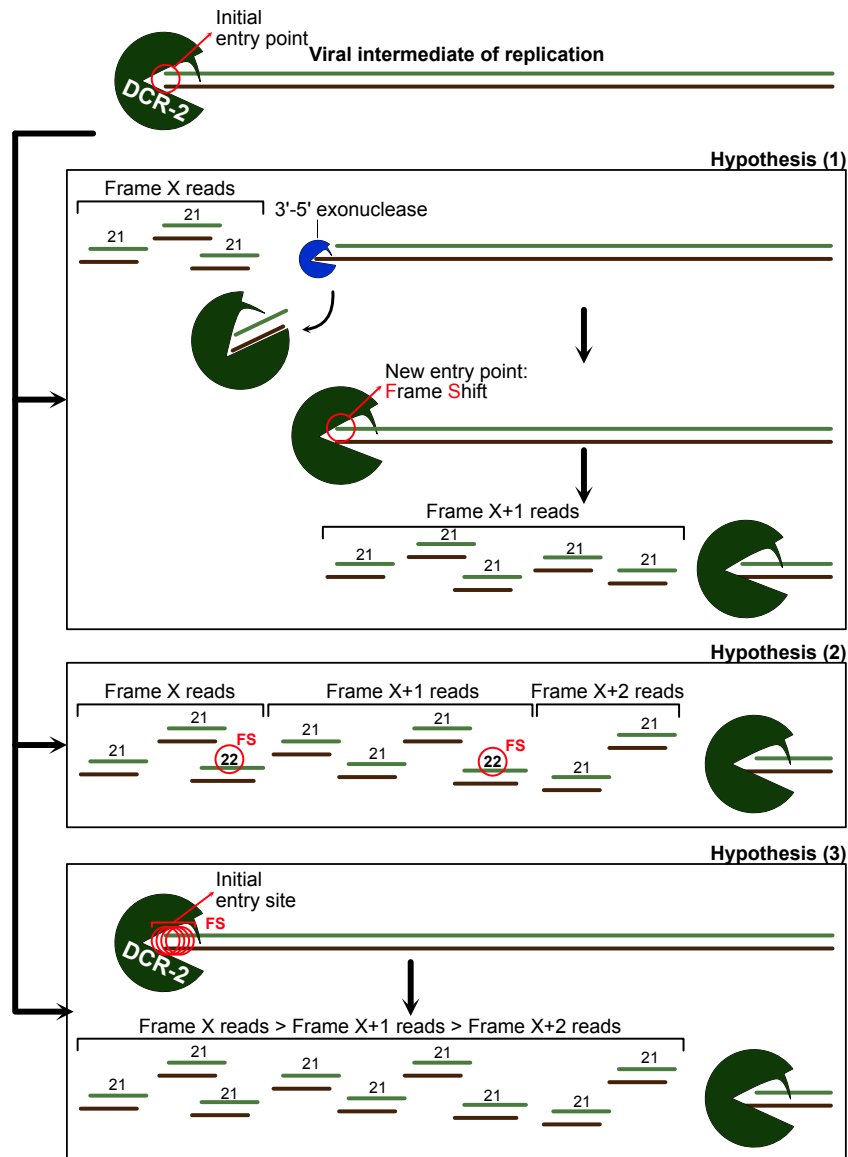 Initial
entry point
Viral intermediate of replication
DCR-2
Hypothesis (1)
Frame X reads
21
21
21
3'-5' exonuclease
New entry point:
Frame Shift
Frame X+1 reads
21
21
21
21
21
Hypothesis (2)
Frame X reads
Frame X+1 reads
Frame X+2 reads
21
21
22
FS
21
21
21
22
FS
21
21
Hypothesis (3)
Initial
entry site
FS
DCR-2
Frame X reads > Frame X+1 reads > Frame X+2 reads
21
21
21
21
21
21
21
21
21